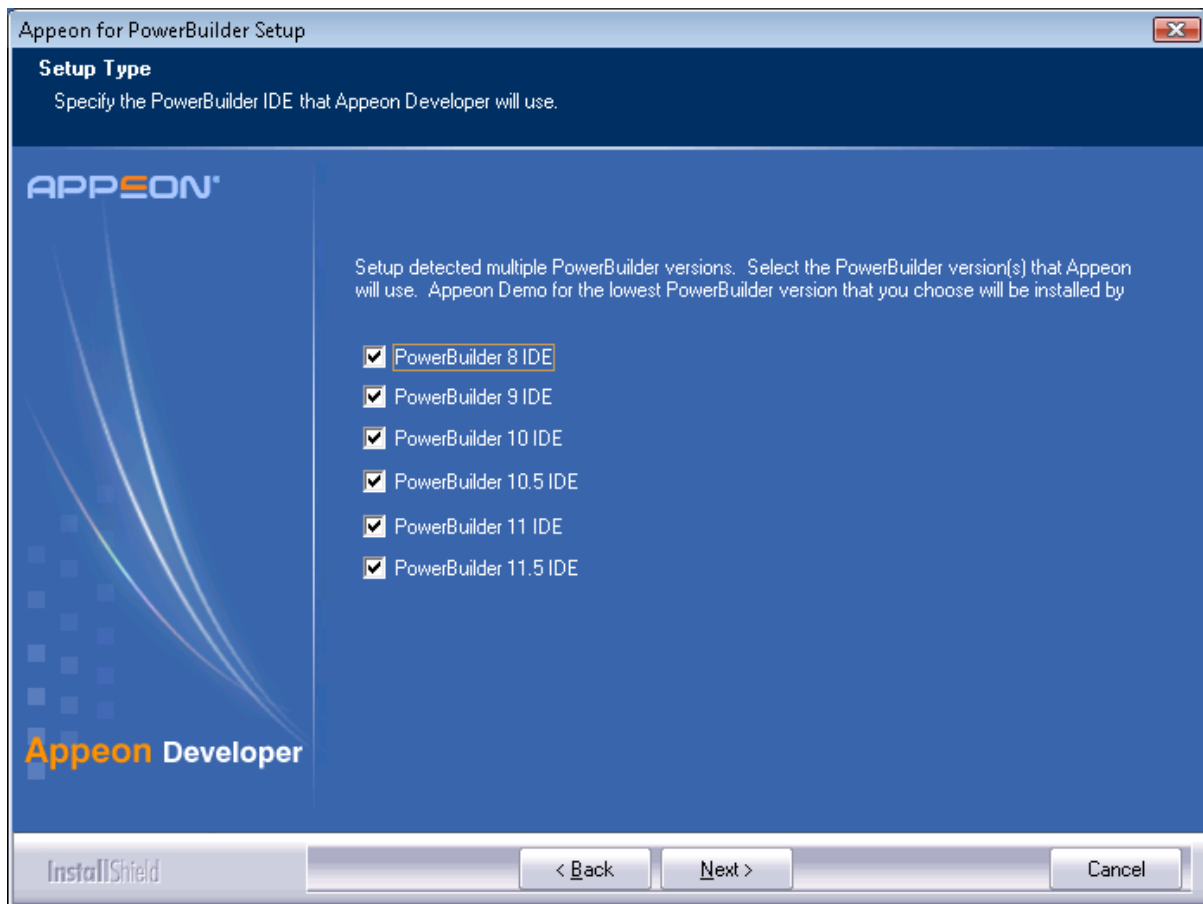 Appeon for PowerBuilder Setup
Setup Type
Specify the PowerBuilder IDE that Appeon Developer will use.
APPEON
Setup detected multiple PowerBuilder versions.  Select the PowerBuilder version(s) that Appeon
will use.  Appeon Demo for the lowest PowerBuilder version that you choose will be installed by
PowerBuilder 8 IDE
PowerBuilder 9 IDE
PowerBuilder 10 IDE
PowerBuilder 10.5 IDE
PowerBuilder 11 IDE
PowerBuilder 11.5 IDE
Appeon Developer
InstallShield
< Back
Next >
Cancel